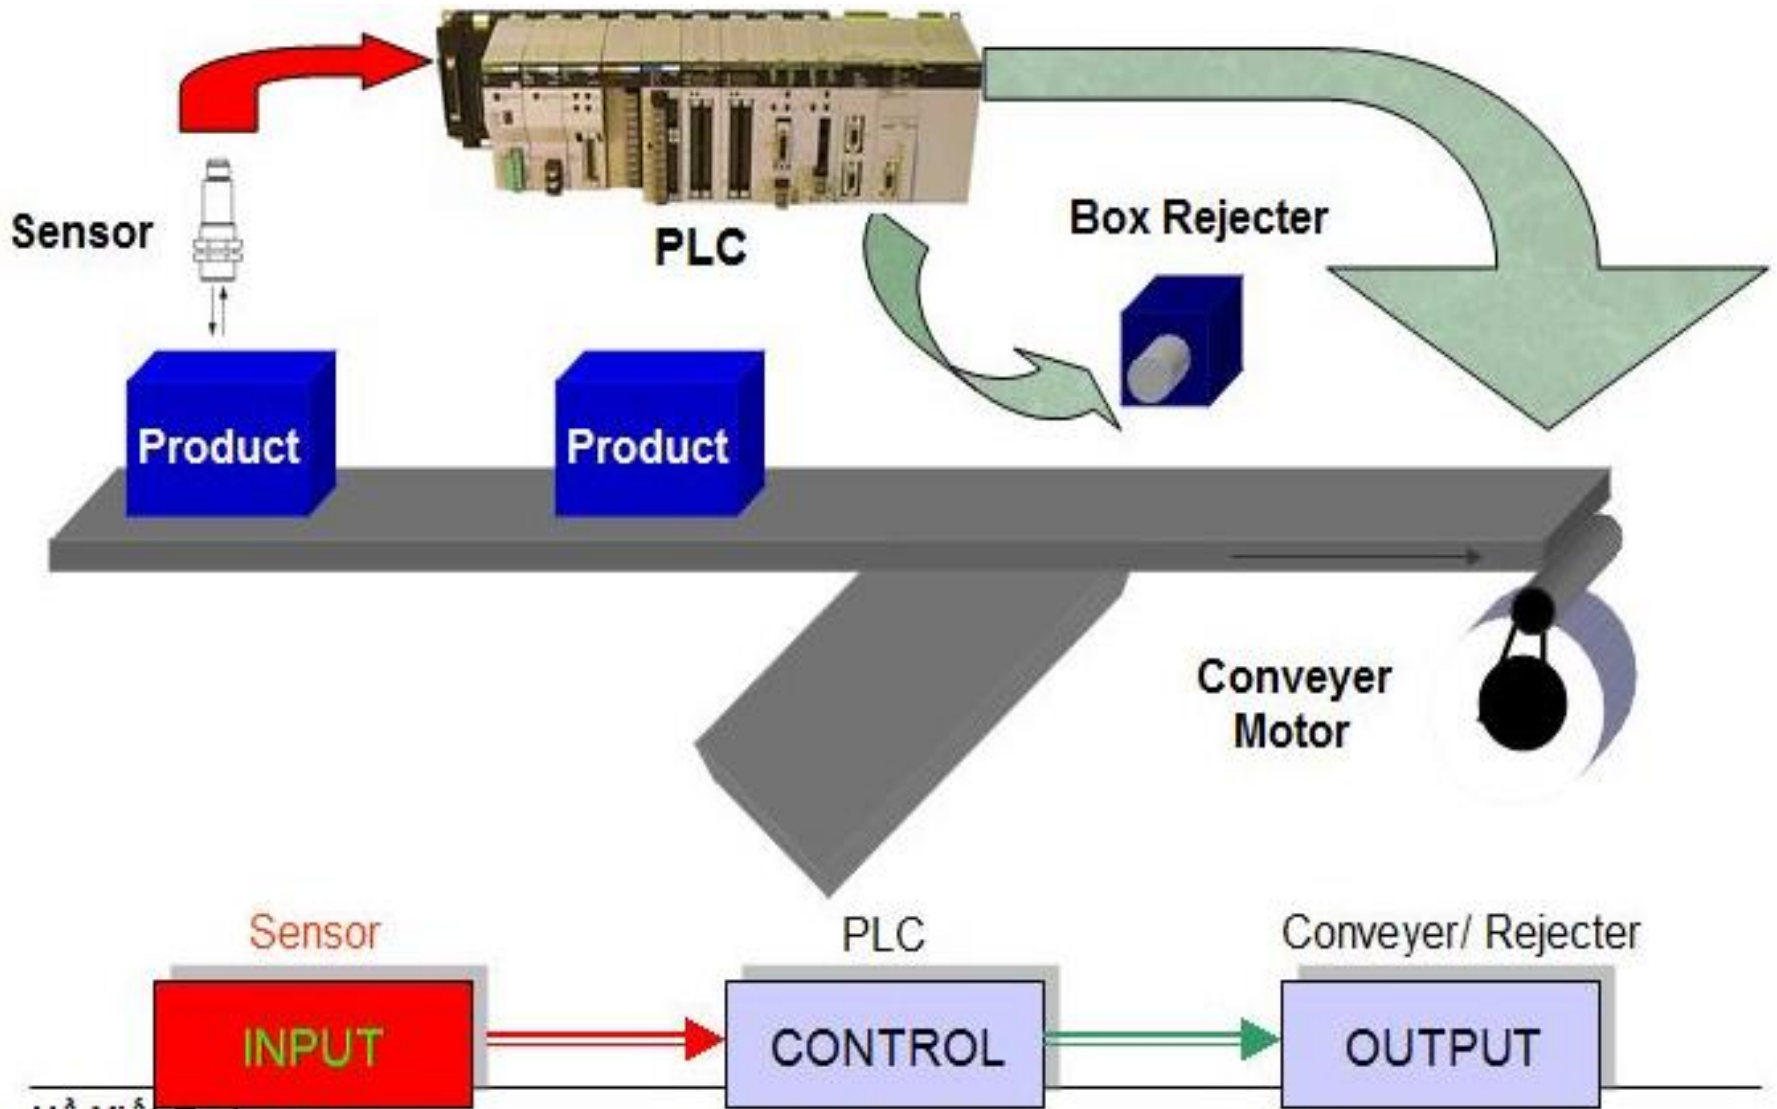 Sensor
PLC
Box Rejecter
Product
Product
Conveyer
Motor
Sensor
PLC
Conveyer/ Rejecter
INPUT
CONTROL
OUTPUT